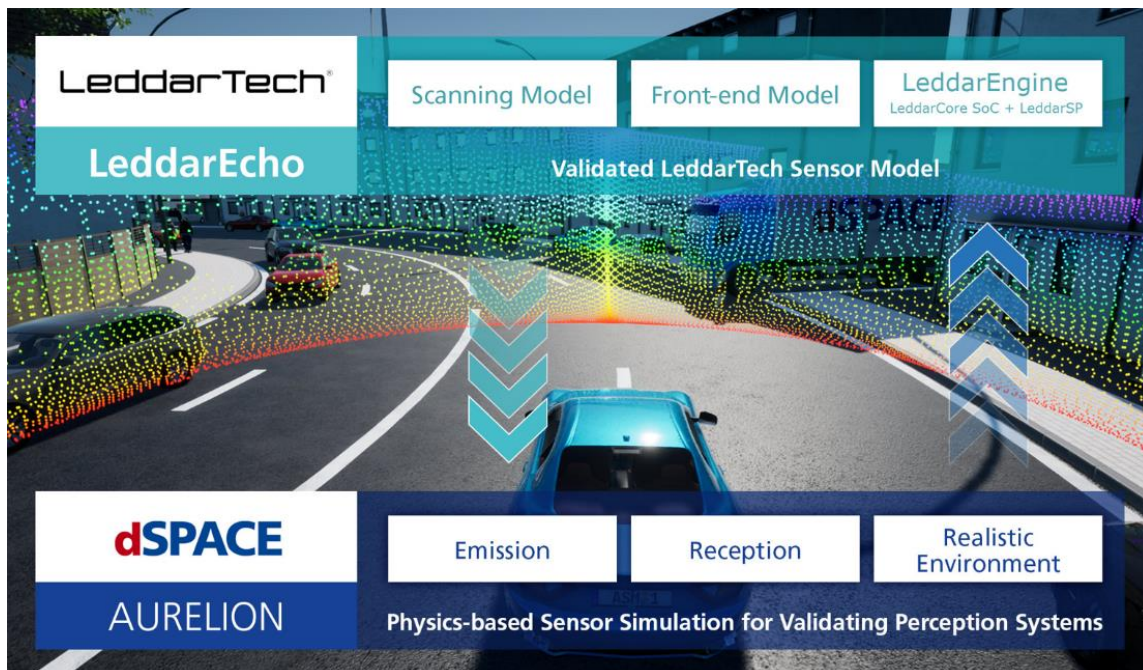 LeddarTech®
LeddarEcho
Scanning Model
Front-end Model
LeddarEngine
LeddarCore SoC + LeddarSP
Validated LeddarTech Sensor Model
dSPACE
dSPACE
AURELION
Emission
Reception
Realistic
Environment
Physics-based Sensor Simulation for Validating Perception Systems